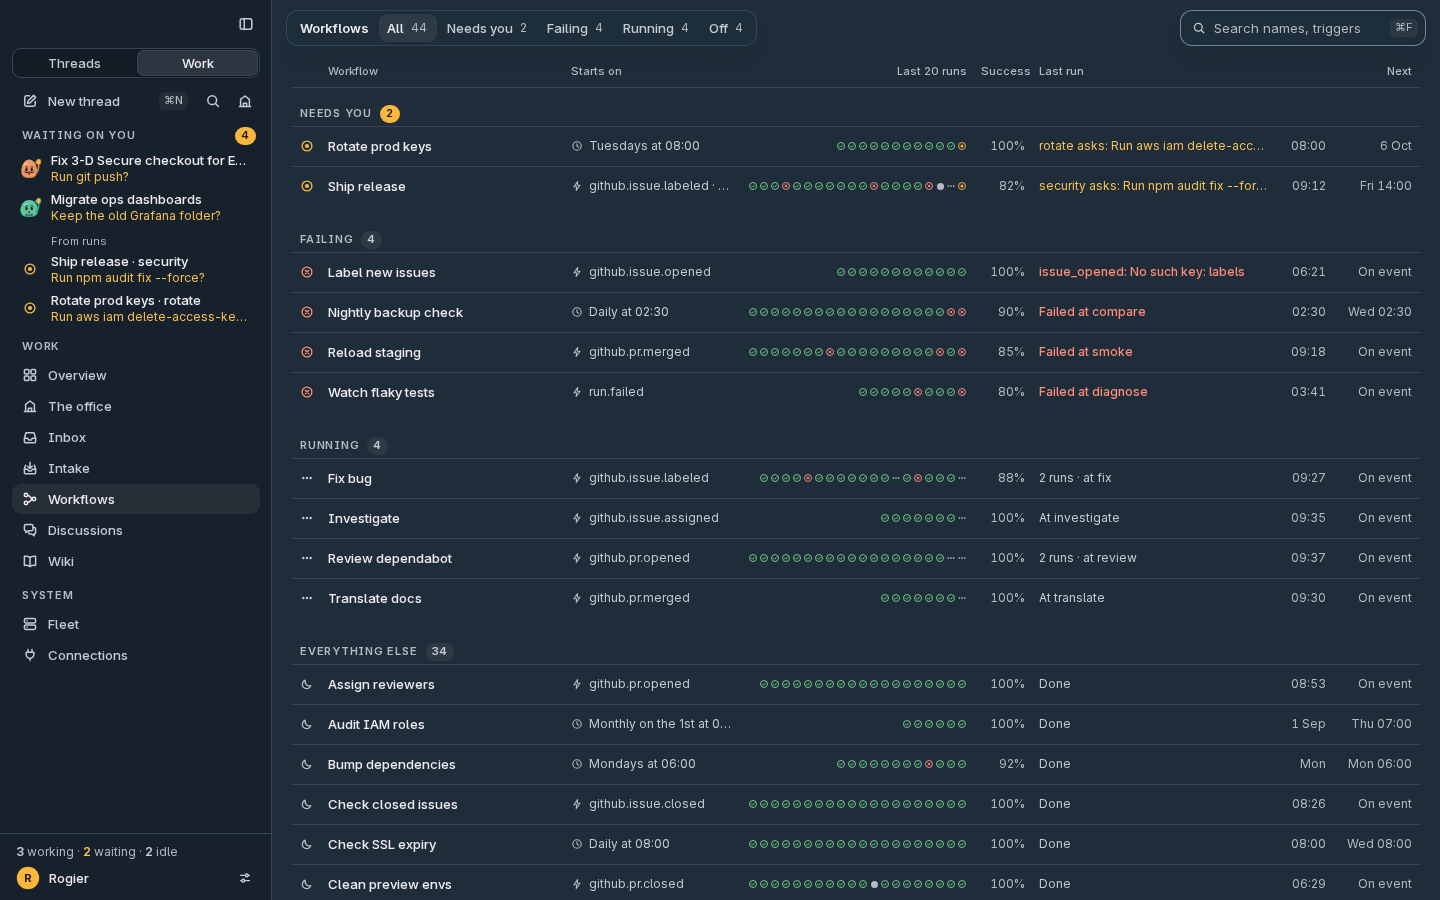 Threads
Work
New thread
⌘N
WAITING ON YOU
4
Fix 3-D Secure checkout for E…
Run git push?
Migrate ops dashboards
Keep the old Grafana folder?
From runs
Ship release · security
Run npm audit fix --force?
Rotate prod keys · rotate
Run aws iam delete-access-ke…
WORK
Overview
The office
Inbox
Intake
Workflows
Discussions
Wiki
SYSTEM
Fleet
Connections
3 working · 2 waiting · 2 idle
R
Rogier
Workflows All 44 Needs you 2 Failing 4 Running 4 Off 4
Search names, triggers ⌘F
Workflow Starts on Last 20 runs Success Last run Next
NEEDS YOU 2
Rotate prod keys Tuesdays at 08:00 100% rotate asks: Run aws iam delete-acc… 08:00 6 Oct
Ship release github.issue.labeled · … 82% security asks: Run npm audit fix --for… 09:12 Fri 14:00
FAILING 4
Label new issues github.issue.opened 100% issue_opened: No such key: labels 06:21 On event
Nightly backup check Daily at 02:30 90% Failed at compare 02:30 Wed 02:30
Reload staging github.pr.merged 85% Failed at smoke 09:18 On event
Watch flaky tests run.failed 80% Failed at diagnose 03:41 On event
RUNNING 4
Fix bug github.issue.labeled 88% 2 runs · at fix 09:27 On event
Investigate github.issue.assigned 100% At investigate 09:35 On event
Review dependabot github.pr.opened 100% 2 runs · at review 09:37 On event
Translate docs github.pr.merged 100% At translate 09:30 On event
EVERYTHING ELSE 34
Assign reviewers github.pr.opened 100% Done 08:53 On event
Audit IAM roles Monthly on the 1st at 0… 100% Done 1 Sep Thu 07:00
Bump dependencies Mondays at 06:00 92% Done Mon Mon 06:00
Check closed issues github.issue.closed 100% Done 08:26 On event
Check SSL expiry Daily at 08:00 100% Done 08:00 Wed 08:00
Clean preview envs github.pr.closed 100% Done 06:29 On event